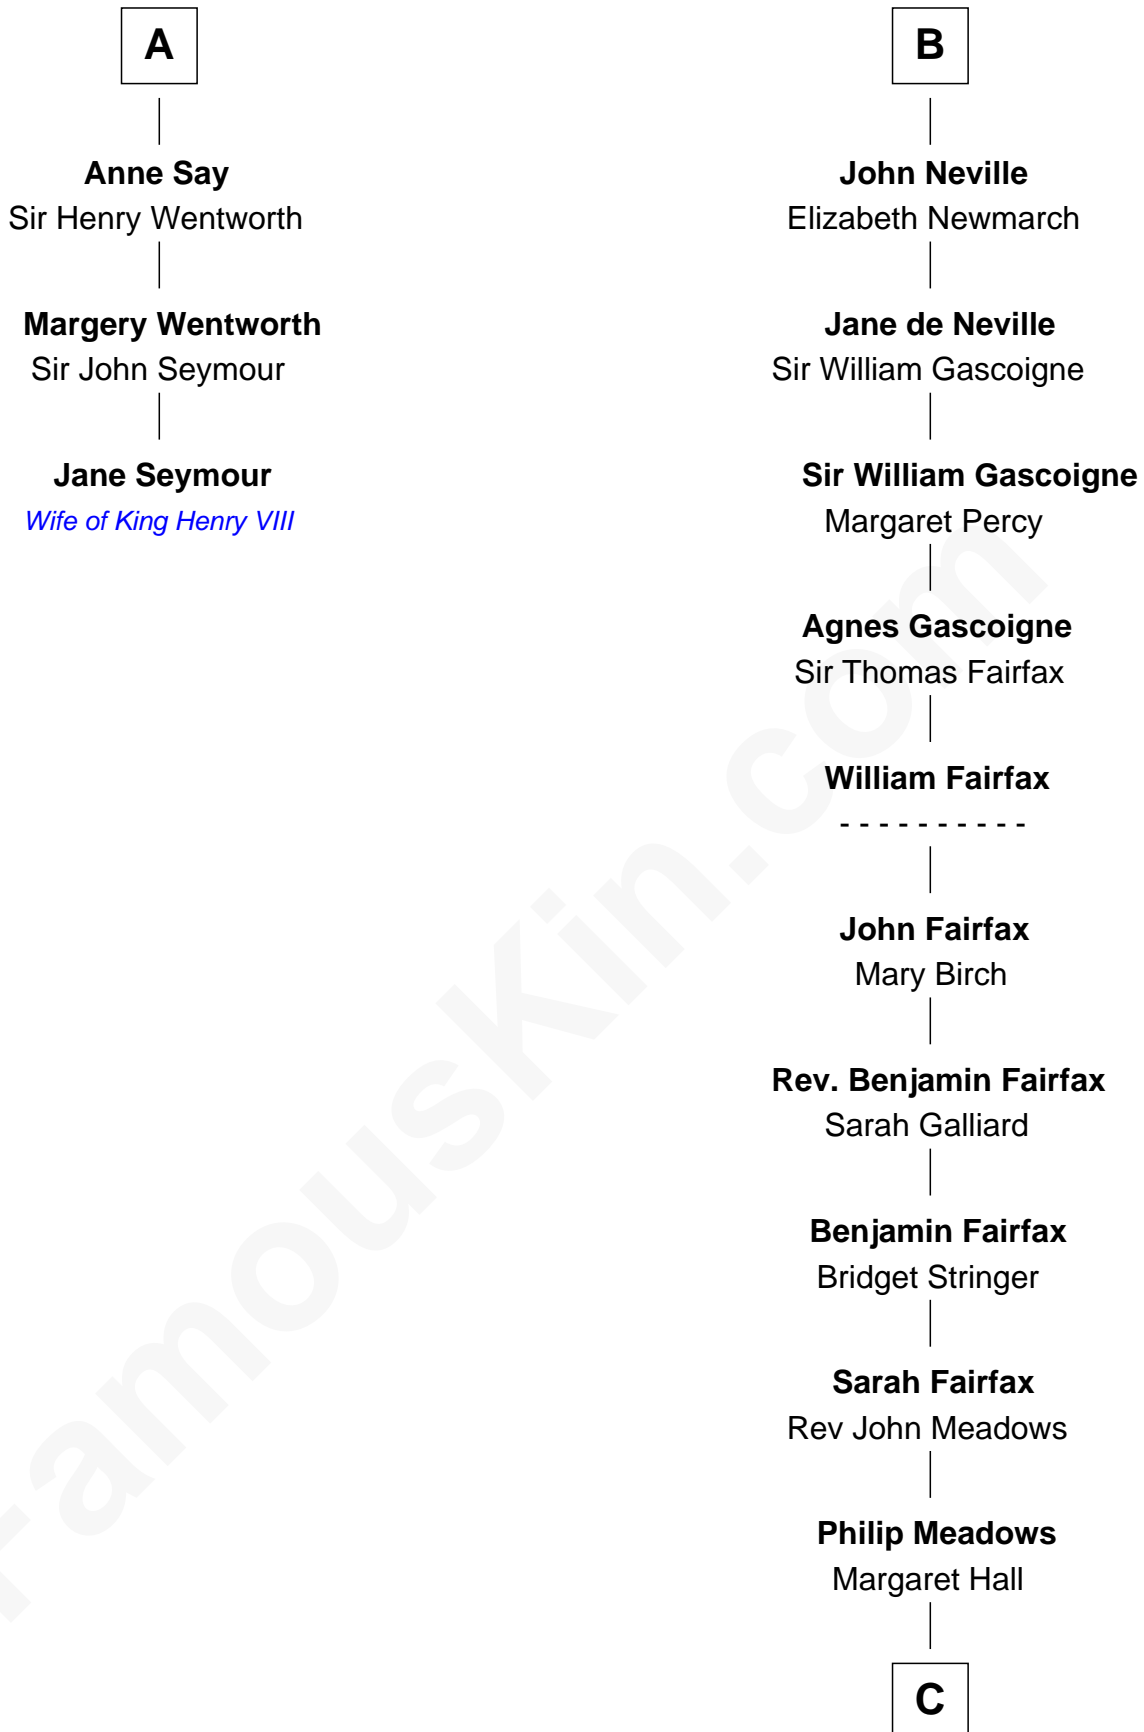 A
Anne Say
Sir Henry Wentworth
Margery Wentworth
Sir John Seymour
Jane Seymour
Wife of King Henry VIII
B
John Neville
Elizabeth Newmarch
Jane de Neville
Sir William Gascoigne
Sir William Gascoigne
Margaret Percy
Agnes Gascoigne
Sir Thomas Fairfax
William Fairfax
- - - - - - - - - -
John Fairfax
Mary Birch
Rev. Benjamin Fairfax
Sarah Galliard
Benjamin Fairfax
Bridget Stringer
Sarah Fairfax
Rev John Meadows
Philip Meadows
Margaret Hall
C
FamousKin.com